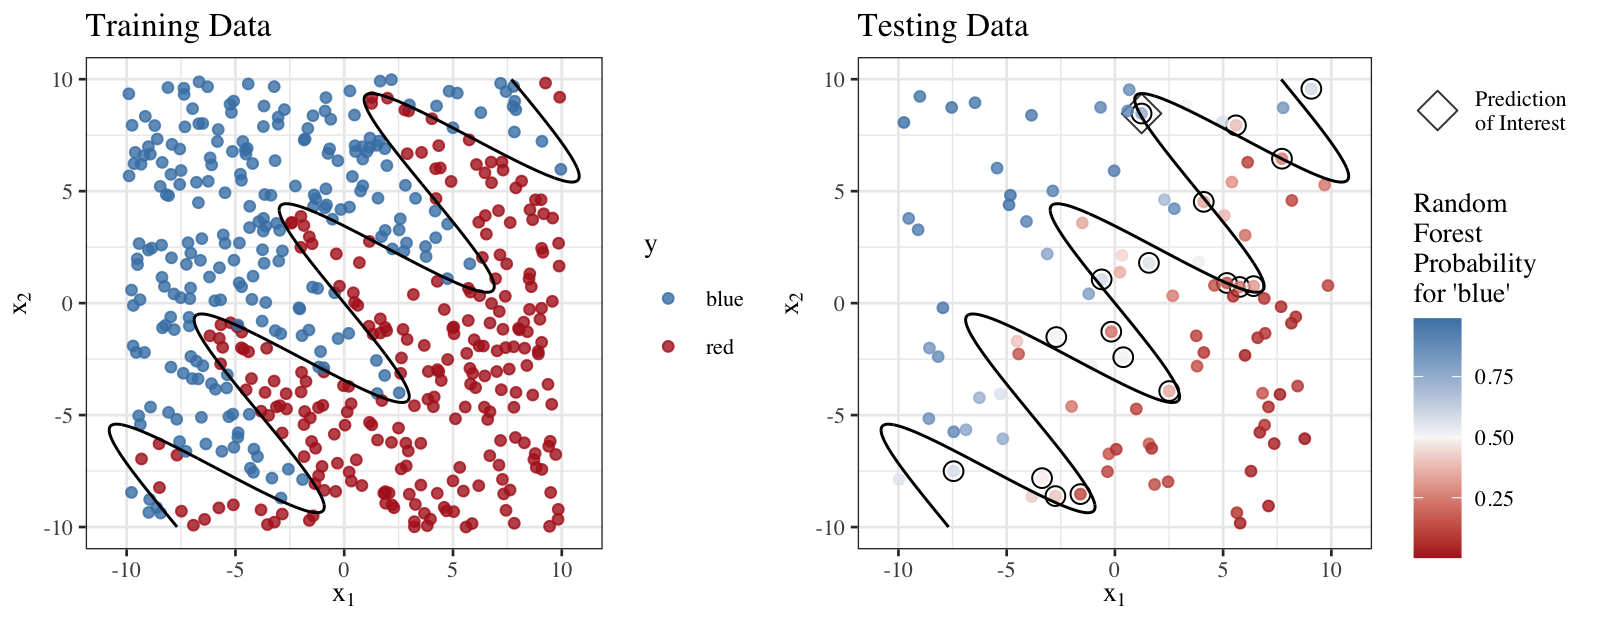 Training Data
10
5
0
-5
-10
x2
-10
-5
0
5
10
x1
y
blue
red
Testing Data
10
5
0
-5
-10
x2
-10
-5
0
5
10
x1
Prediction
of Interest
Random
Forest
Probability
for 'blue'
0.75
0.50
0.25